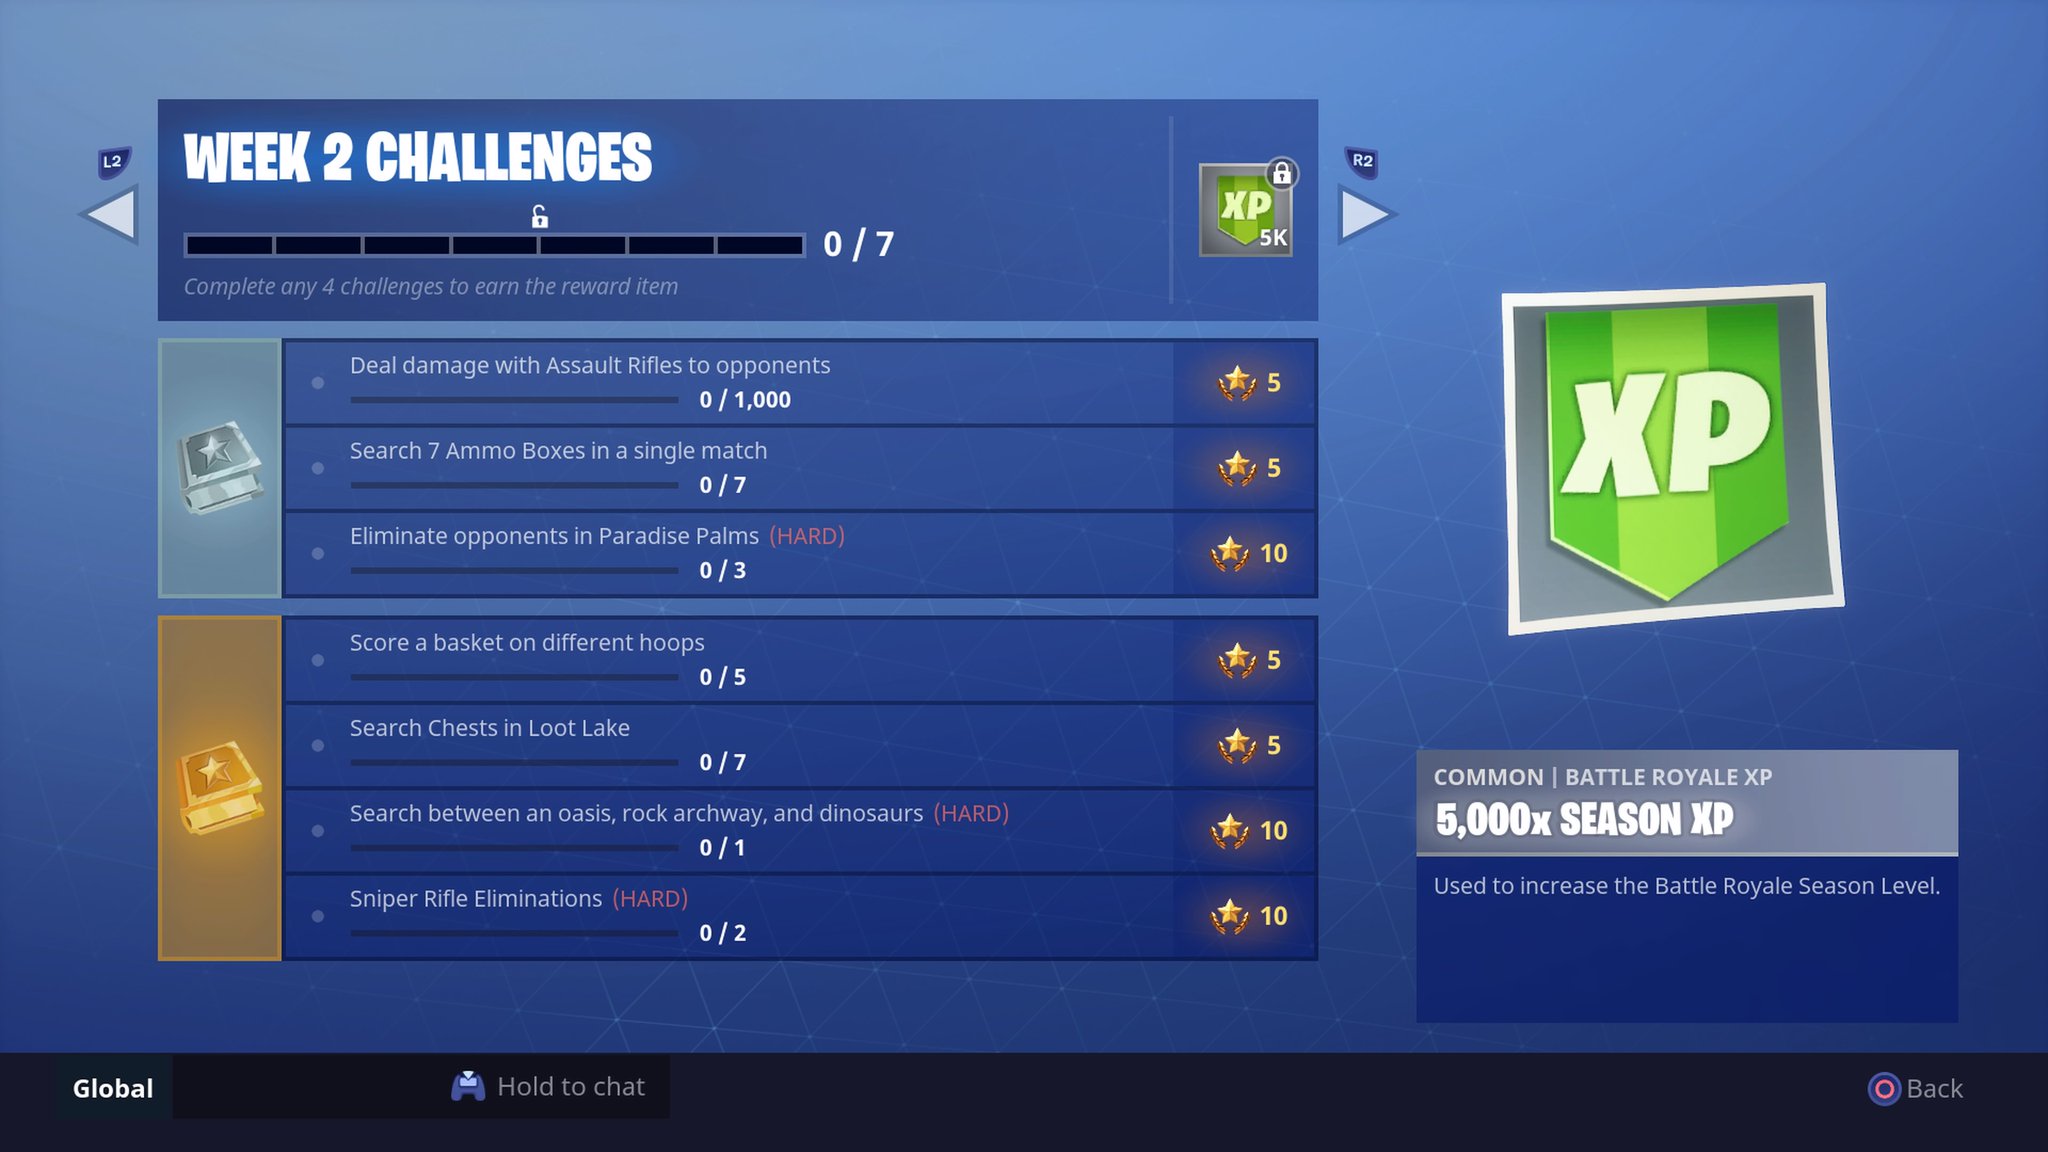 L2
WEEK 2 CHALLENGES
0 / 7
Complete any 4 challenges to earn the reward item
XP
5K
R2
Deal damage with Assault Rifles to opponents
0 / 1,000
5
Search 7 Ammo Boxes in a single match
0 / 7
5
Eliminate opponents in Paradise Palms (HARD)
0 / 3
10
Score a basket on different hoops
0 / 5
5
Search Chests in Loot Lake
0 / 7
5
Search between an oasis, rock archway, and dinosaurs (HARD)
0 / 1
10
Sniper Rifle Eliminations (HARD)
0 / 2
10
XP
COMMON | BATTLE ROYALE XP
5,000x SEASON XP
Used to increase the Battle Royale Season Level.
Global
Hold to chat
Back